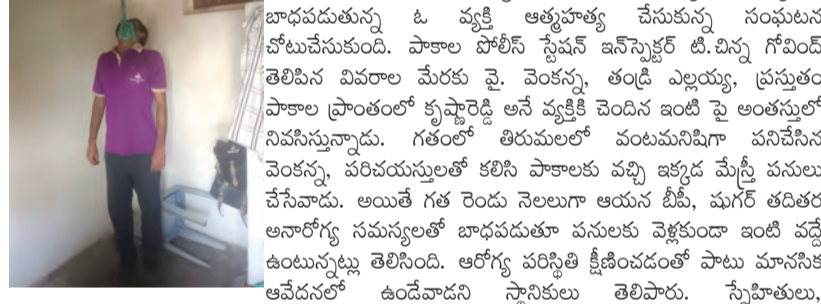 బాధపడుతున్న ఓ వ్యక్తి ఆత్మహత్య చేసుకున్న సంఘటన
చోటుచేసుకుంది. పాకాల పోలీస్ స్టేషన్ ఇన్‌స్పెక్టర్ టి.చిన్న గోవింద్
తెలిపిన వివరాల మేరకు వై. వెంకన్న, తండ్రి ఎల్లయ్య, ప్రస్తుతం
పాకాల ప్రాంతంలో కృష్ణారెడ్డి అనే వ్యక్తికి చెందిన ఇంటి పై అంతస్తులో
నివసిస్తున్నాడు. గతంలో తిరుమలలో వంటమనిషిగా పనిచేసిన
వెంకన్న, పరిచయస్తులతో కలిసి పాకాలకు వచ్చి ఇక్కడ మేస్త్రీ పనులు
చేసేవాడు. అయితే గత రెండు నెలలుగా ఆయన బీపీ, షుగర్ తదితర
అనారోగ్య సమస్యలతో బాధపడుతూ పనులకు వెళ్లకుండా ఇంటి వద్దే
ఉంటున్నట్లు తెలిసింది. ఆరోగ్య పరిస్థితి క్షీణించడంతో పాటు మానసిక
ఆవేదనలో ఉండేవాడని స్థానికులు తెలిపారు. స్నేహితులు,